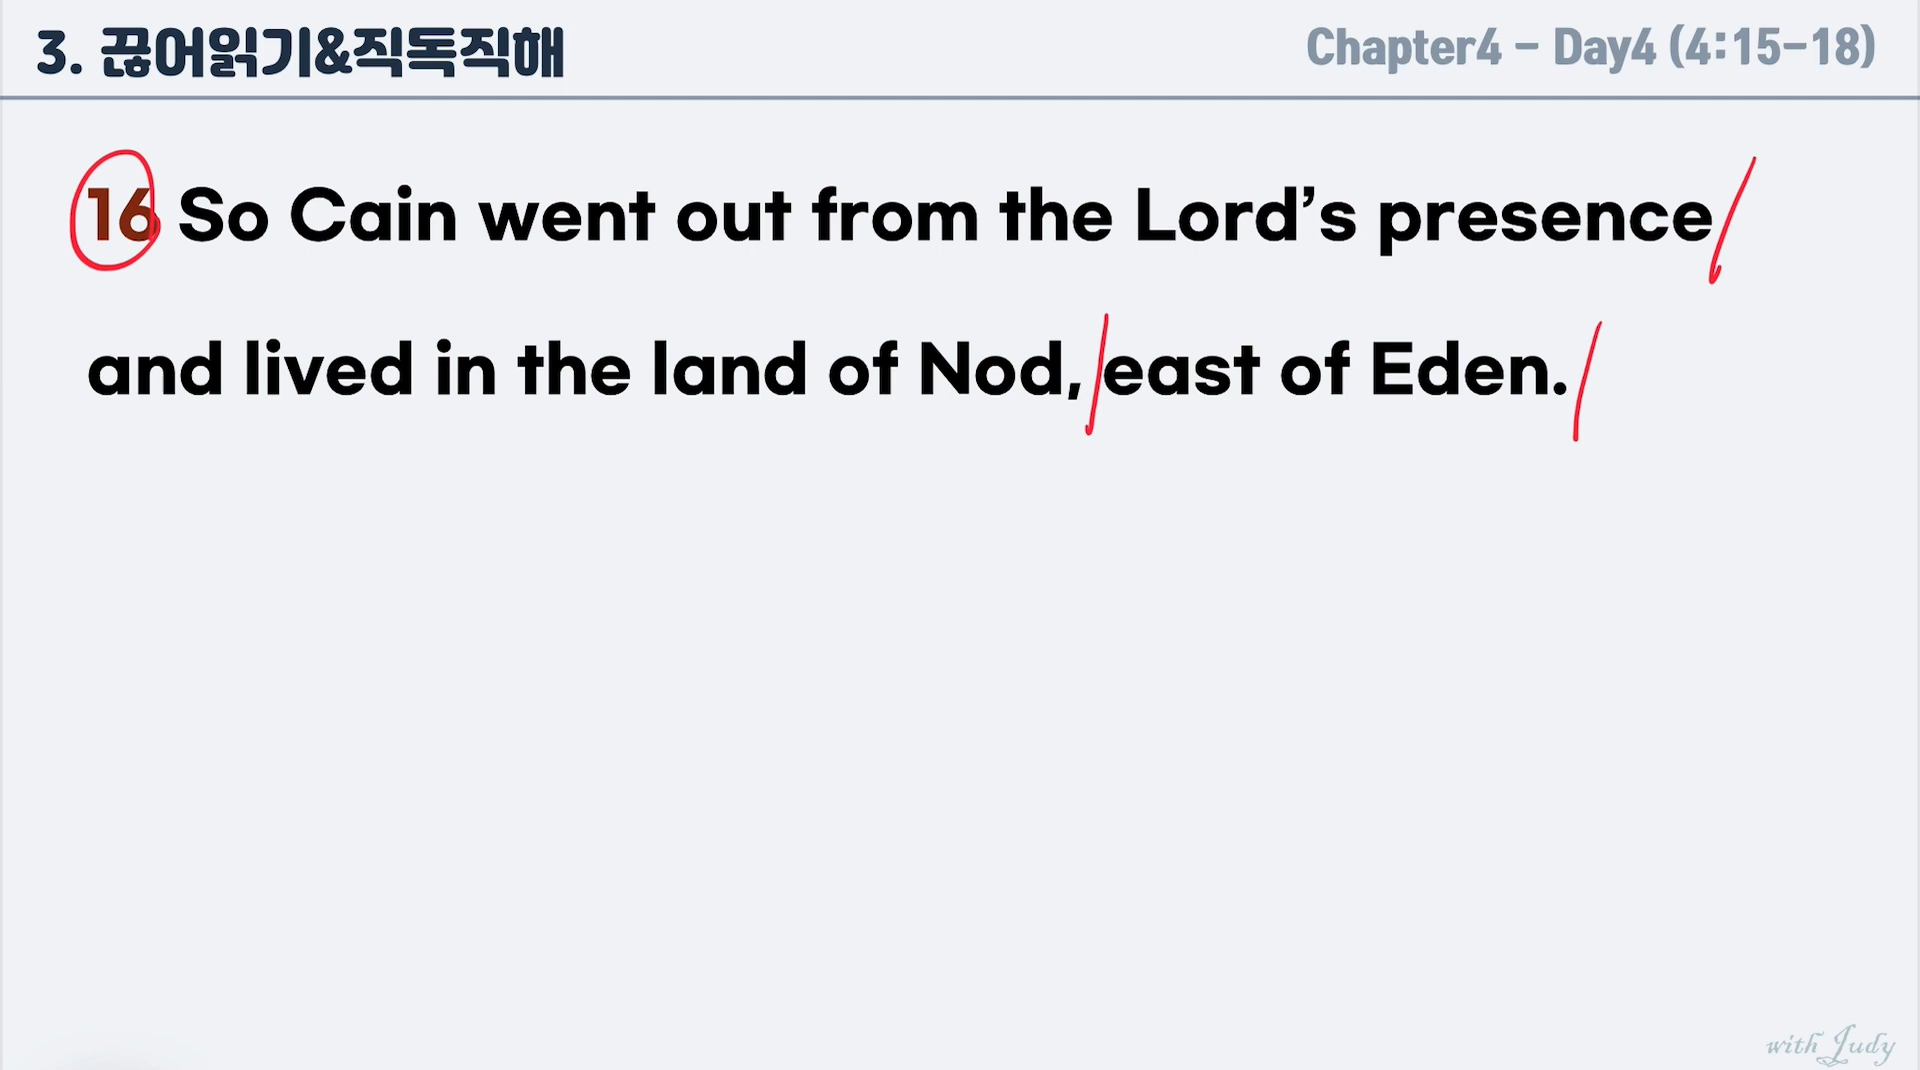 3. 끊어읽기&직독직해
Chapter4 - Day4 (4:15-18)
16 So Cain went out from the Lord’s presence
and lived in the land of Nod, east of Eden.
with Judy